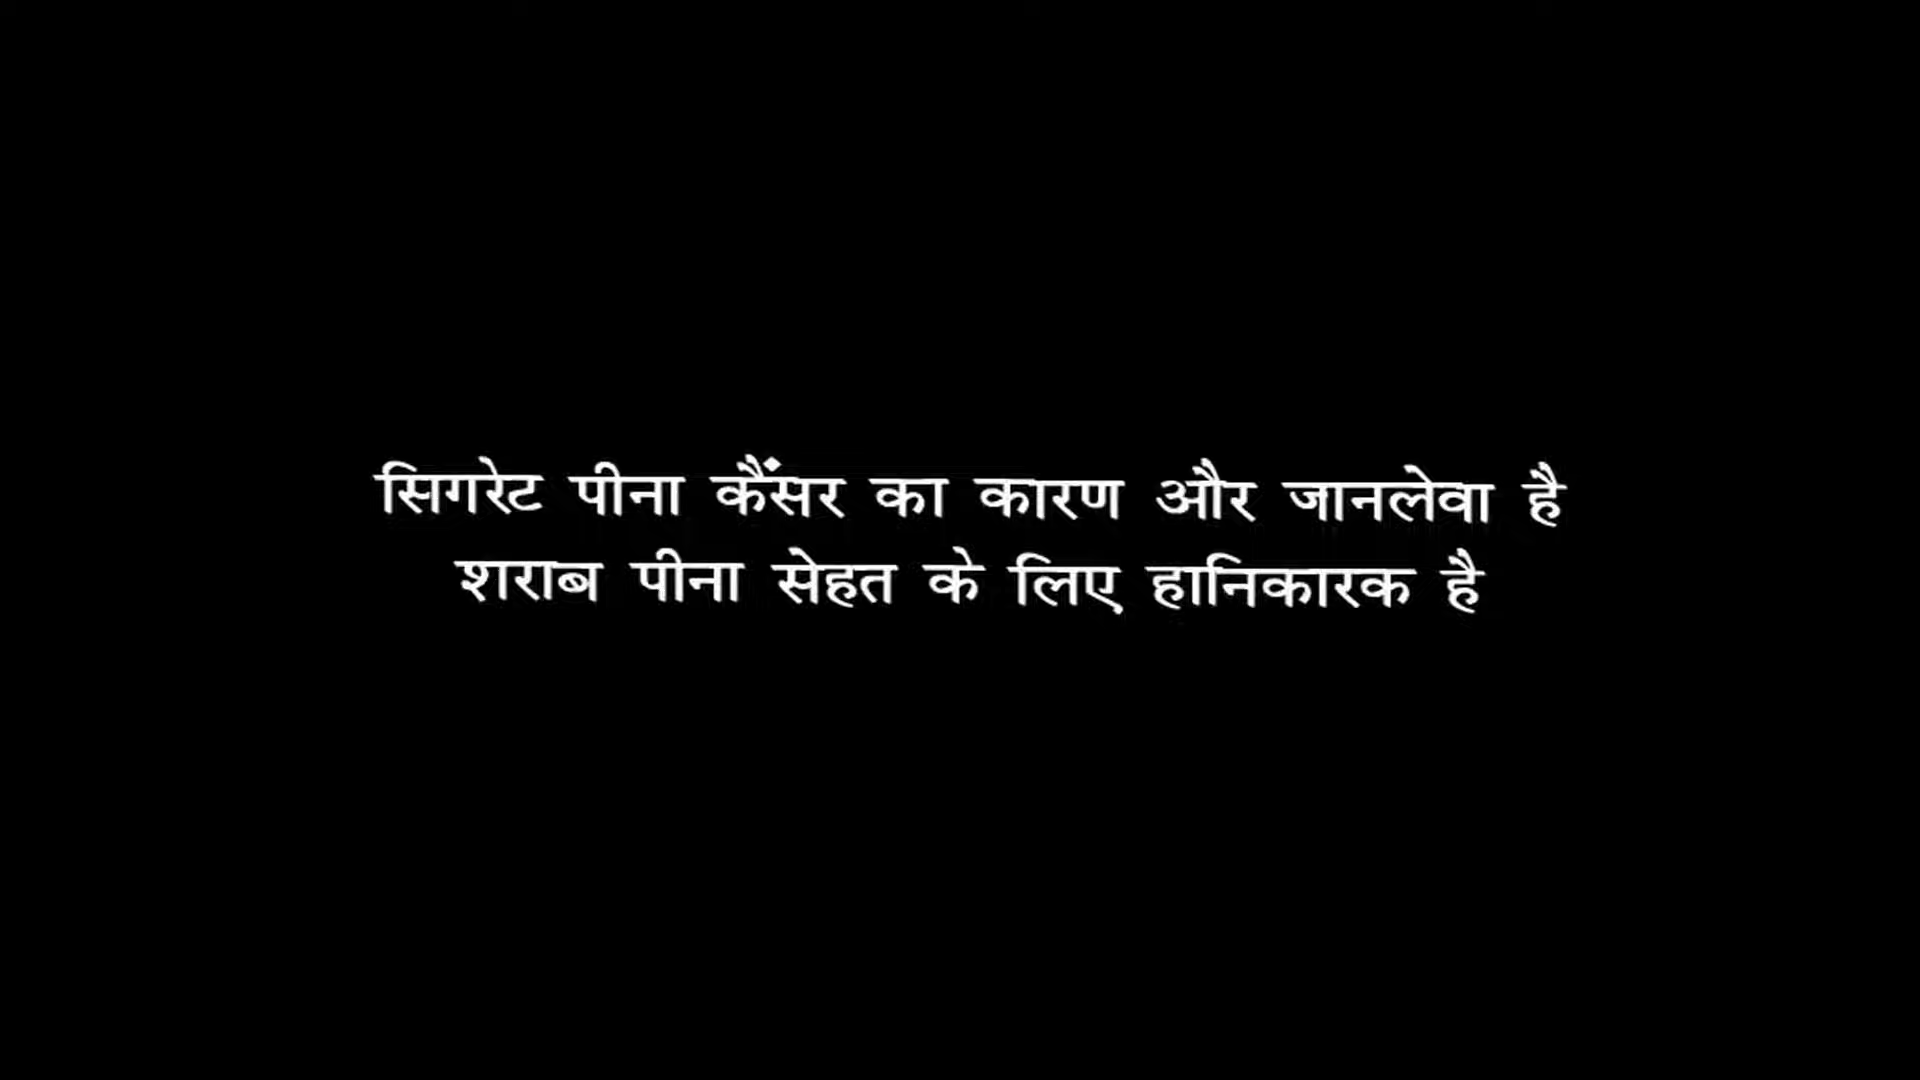 सिगरेट पीना कैंसर का कारण और जानलेवा है
शराब पीना सेहत के लिए हानिकारक है